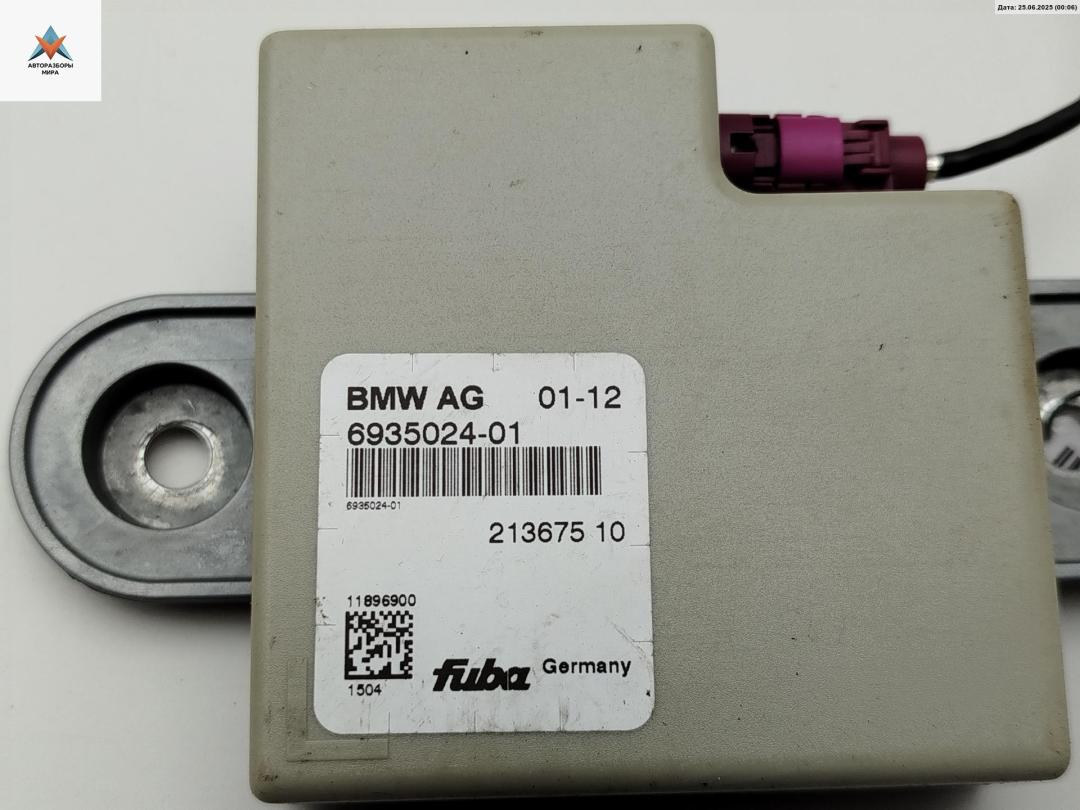 Дата: 25.06.2025 (00:06)
АВТОРАЗБОРЫ
МИРА
BMW AG 01-12
6935024-01
6935024-01
213675 10
11896900
1504
fuba Germany